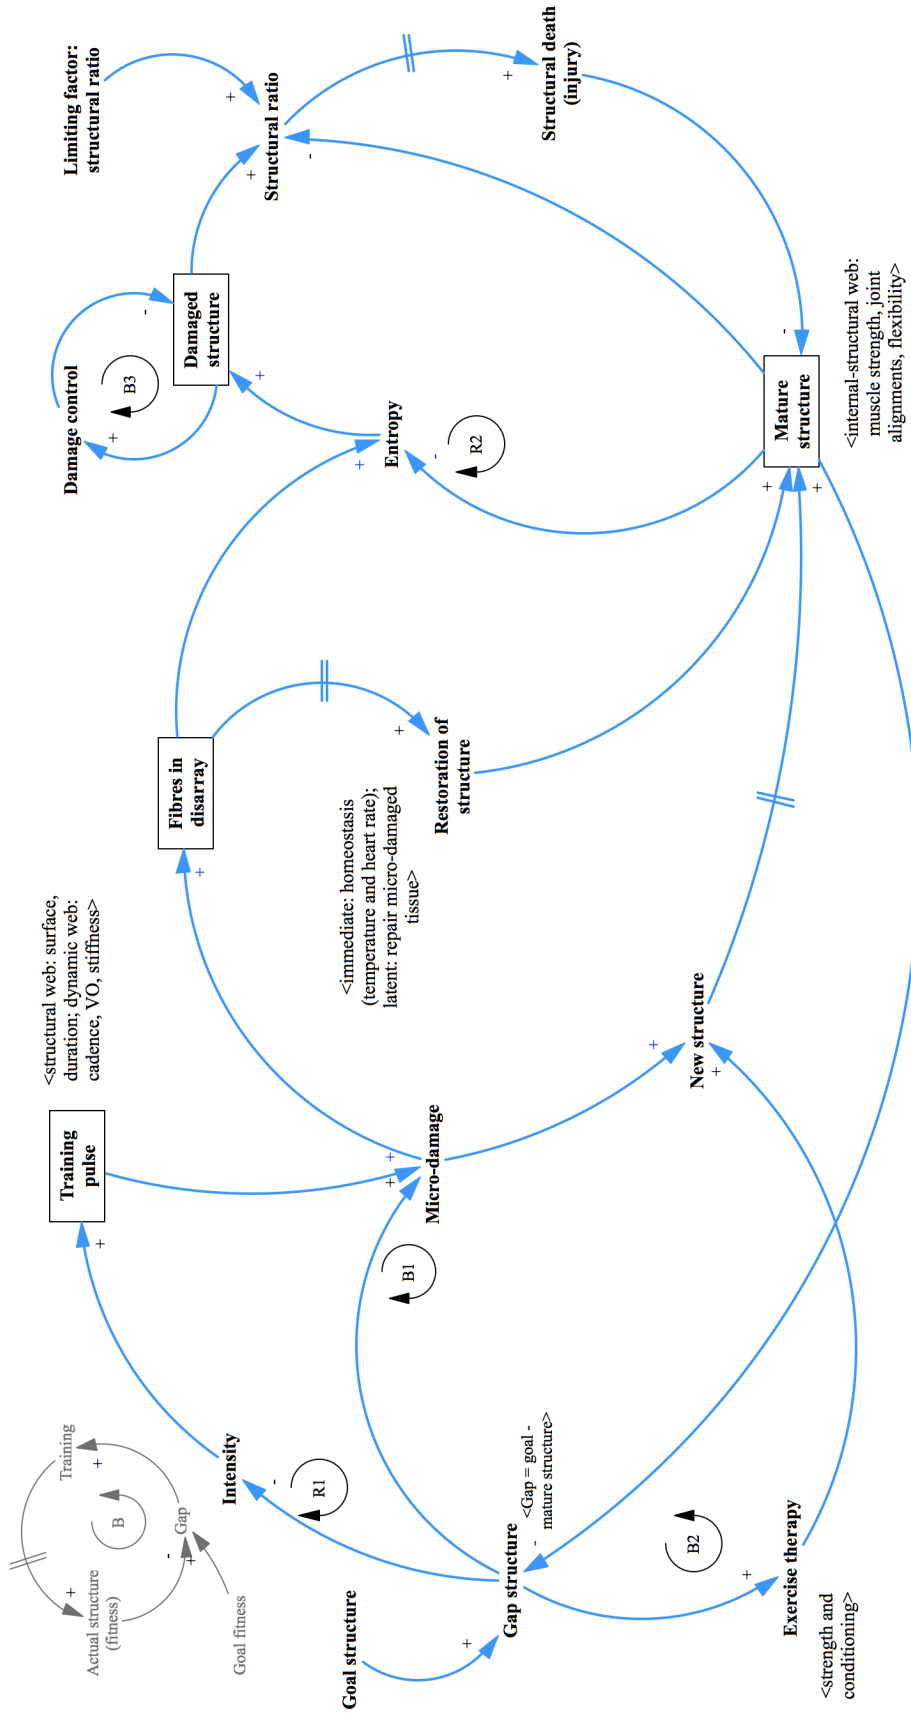 Actual structure
(fitness)
+
Training
+
B
Gap
-
+
Goal fitness
Goal structure
+
Gap structure
-
<Gap = goal -
mature structure>
Intensity
-
R1
+
Training
pulse
<structural web: surface,
duration; dynamic web:
cadence, VO, stiffness>
B1
+
+
Micro-damage
B2
+
Exercise therapy
<strength and
conditioning>
+
+
New structure
+
Fibres in
disarray
<immediate: homeostasis
(temperature and heart rate);
latent: repair micro-damaged
tissue>
+
Restoration of
structure
+
Entropy
-
R2
+
Damage control
+
B3
-
Damaged
structure
+
+
-
Structural ratio
Limiting factor:
structural ratio
+
Structural death
(injury)
-
+
+
Mature
structure
<internal-structural web:
muscle strength, joint
alignments, flexibility>